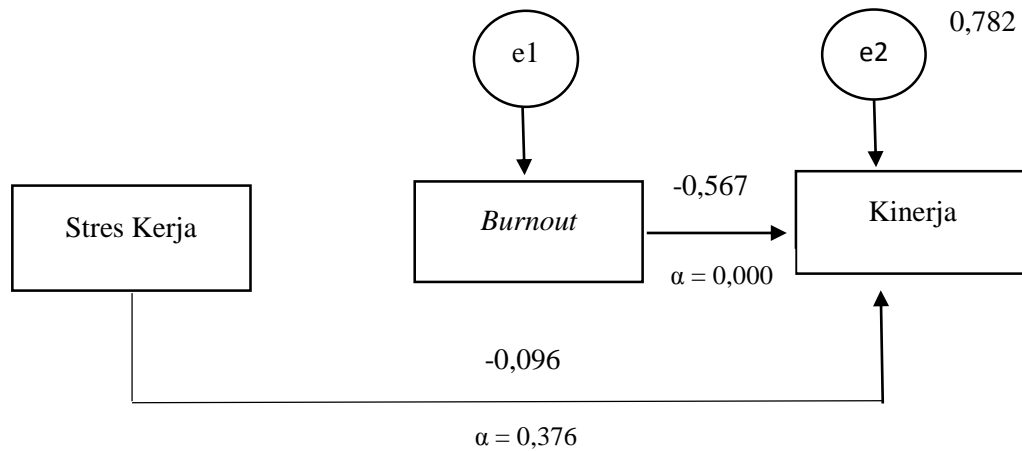 e1
e2
0,782
Stres Kerja
Burnout
-0,567
α = 0,000
Kinerja
-0,096
α = 0,376